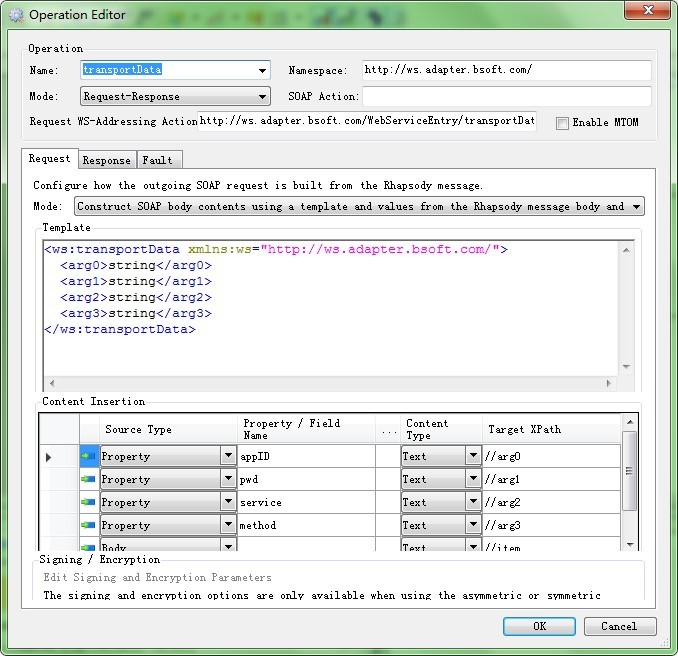 Operation Editor
Operation
Name: transportData Namespace: http://ws.adapter.bsoft.com/
Mode: Request-Response SOAP Action:
Request WS-Addressing Action http://ws.adapter.bsoft.com/WebServiceEntry/transportDat Enable MTOM
Request Response Fault
Configure how the outgoing SOAP request is built from the Rhapsody message.
Mode: Construct SOAP body contents using a template and values from the Rhapsody message body and
Template
<ws:transportData xmlns:ws="http://ws.adapter.bsoft.com/">
<arg0>string</arg0>
<arg1>string</arg1>
<arg2>string</arg2>
<arg3>string</arg3>
</ws:transportData>
Content Insertion
Source Type Property / Field Name ... Content Type Target XPath
Property appID Text //arg0
Property pwd Text //arg1
Property service Text //arg2
Property method Text //arg3
Body Text //item
Signing / Encryption
Edit Signing and Encryption Parameters
The signing and encryption options are only available when using the asymmetric or symmetric
OK Cancel